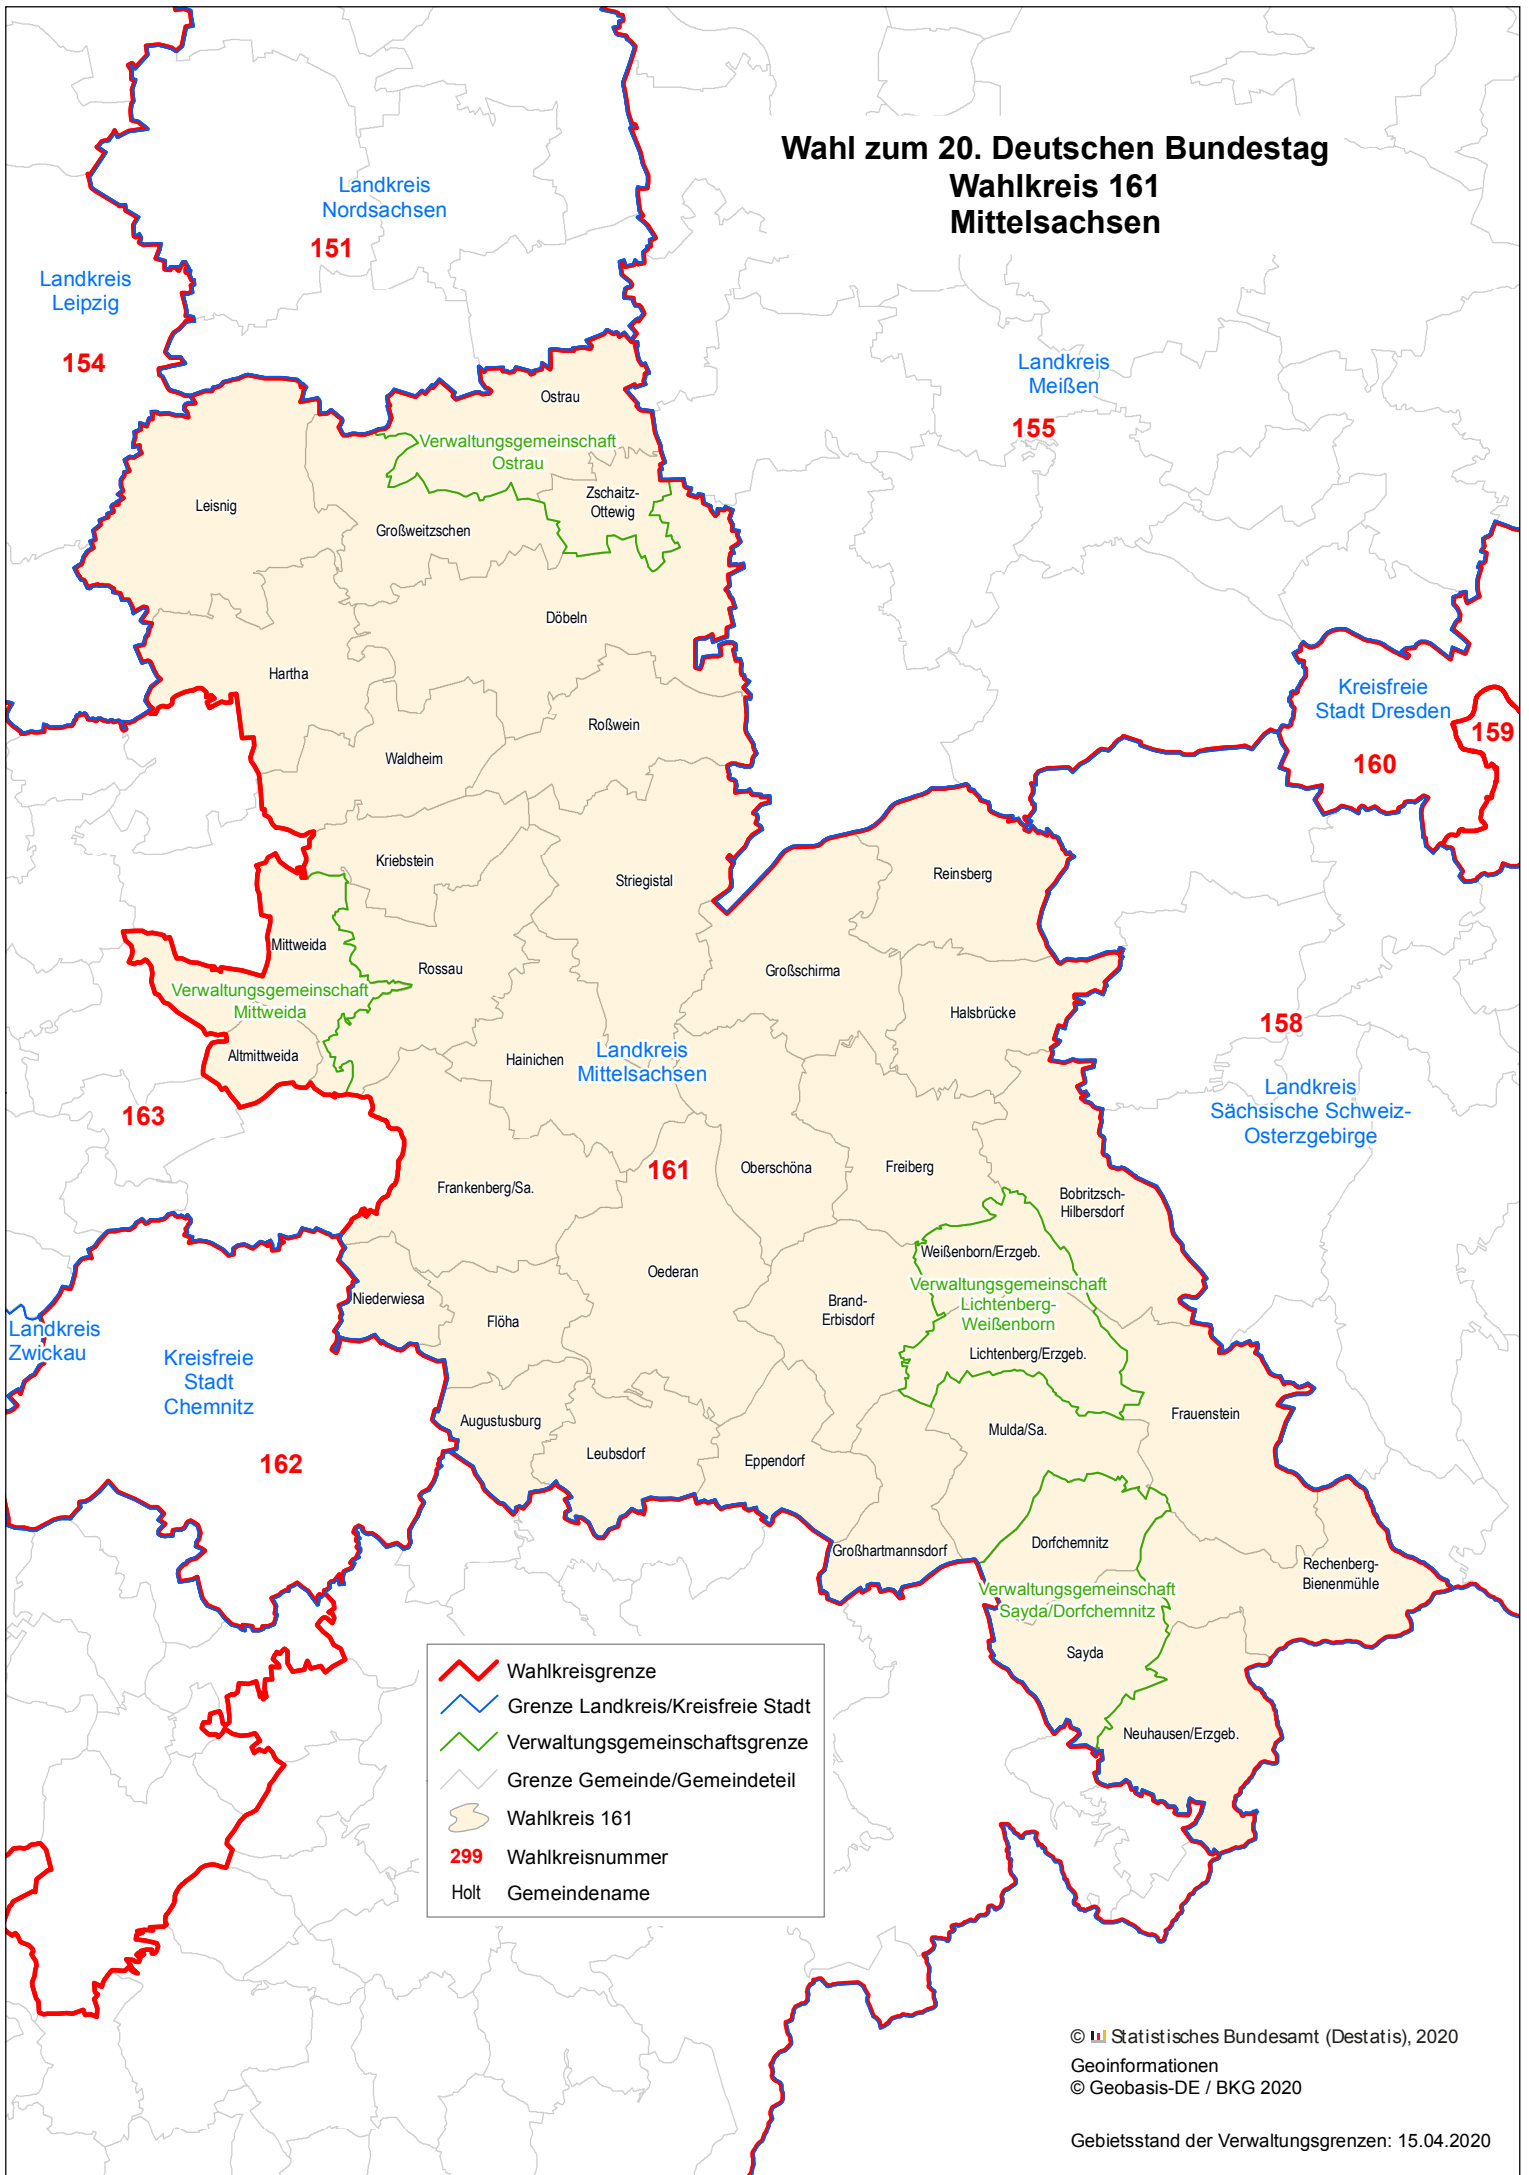 Wahl zum 20. Deutschen Bundestag
Wahlkreis 161
Mittelsachsen
Landkreis
Nordsachsen
151
Landkreis
Leipzig
154
Landkreis
Meißen
155
Ostrau
Verwaltungsgemeinschaft
Ostrau
Zschaitz-
Ottewig
Leisnig
Großweitzschen
Döbeln
Hartha
Roßwein
Waldheim
Kreisfreie
Stadt Dresden
159
160
Kriebstein
Striegistal
Reinsberg
Mittweida
Rossau
Großschirma
Verwaltungsgemeinschaft
Mittweida
Halsbrücke
Altmittweida
Hainichen
Landkreis
Mittelsachsen
158
Landkreis
Sächsische Schweiz-
Osterzgebirge
163
161
Oberschöna
Freiberg
Frankenberg/Sa.
Bobritzsch-
Hilbersdorf
Weißenborn/Erzgeb.
Oederan
Verwaltungsgemeinschaft
Lichtenberg-
Weißenborn
Niederwiesa
Flöha
Brand-
Erbisdorf
Lichtenberg/Erzgeb.
Landkreis
Zwickau
Kreisfreie
Stadt
Chemnitz
162
Augustusburg
Leubsdorf
Eppendorf
Mulda/Sa.
Frauenstein
Großhartmannsdorf
Dorfchemnitz
Rechenberg-
Bienenmühle
Verwaltungsgemeinschaft
Sayda/Dorfchemnitz
Sayda
Neuhausen/Erzgeb.
Wahlkreisgrenze
Grenze Landkreis/Kreisfreie Stadt
Verwaltungsgemeinschaftsgrenze
Grenze Gemeinde/Gemeindeteil
Wahlkreis 161
299 Wahlkreisnummer
Holt Gemeindename
© Statistisches Bundesamt (Destatis), 2020
Geoinformationen
© Geobasis-DE / BKG 2020
Gebietsstand der Verwaltungsgrenzen: 15.04.2020